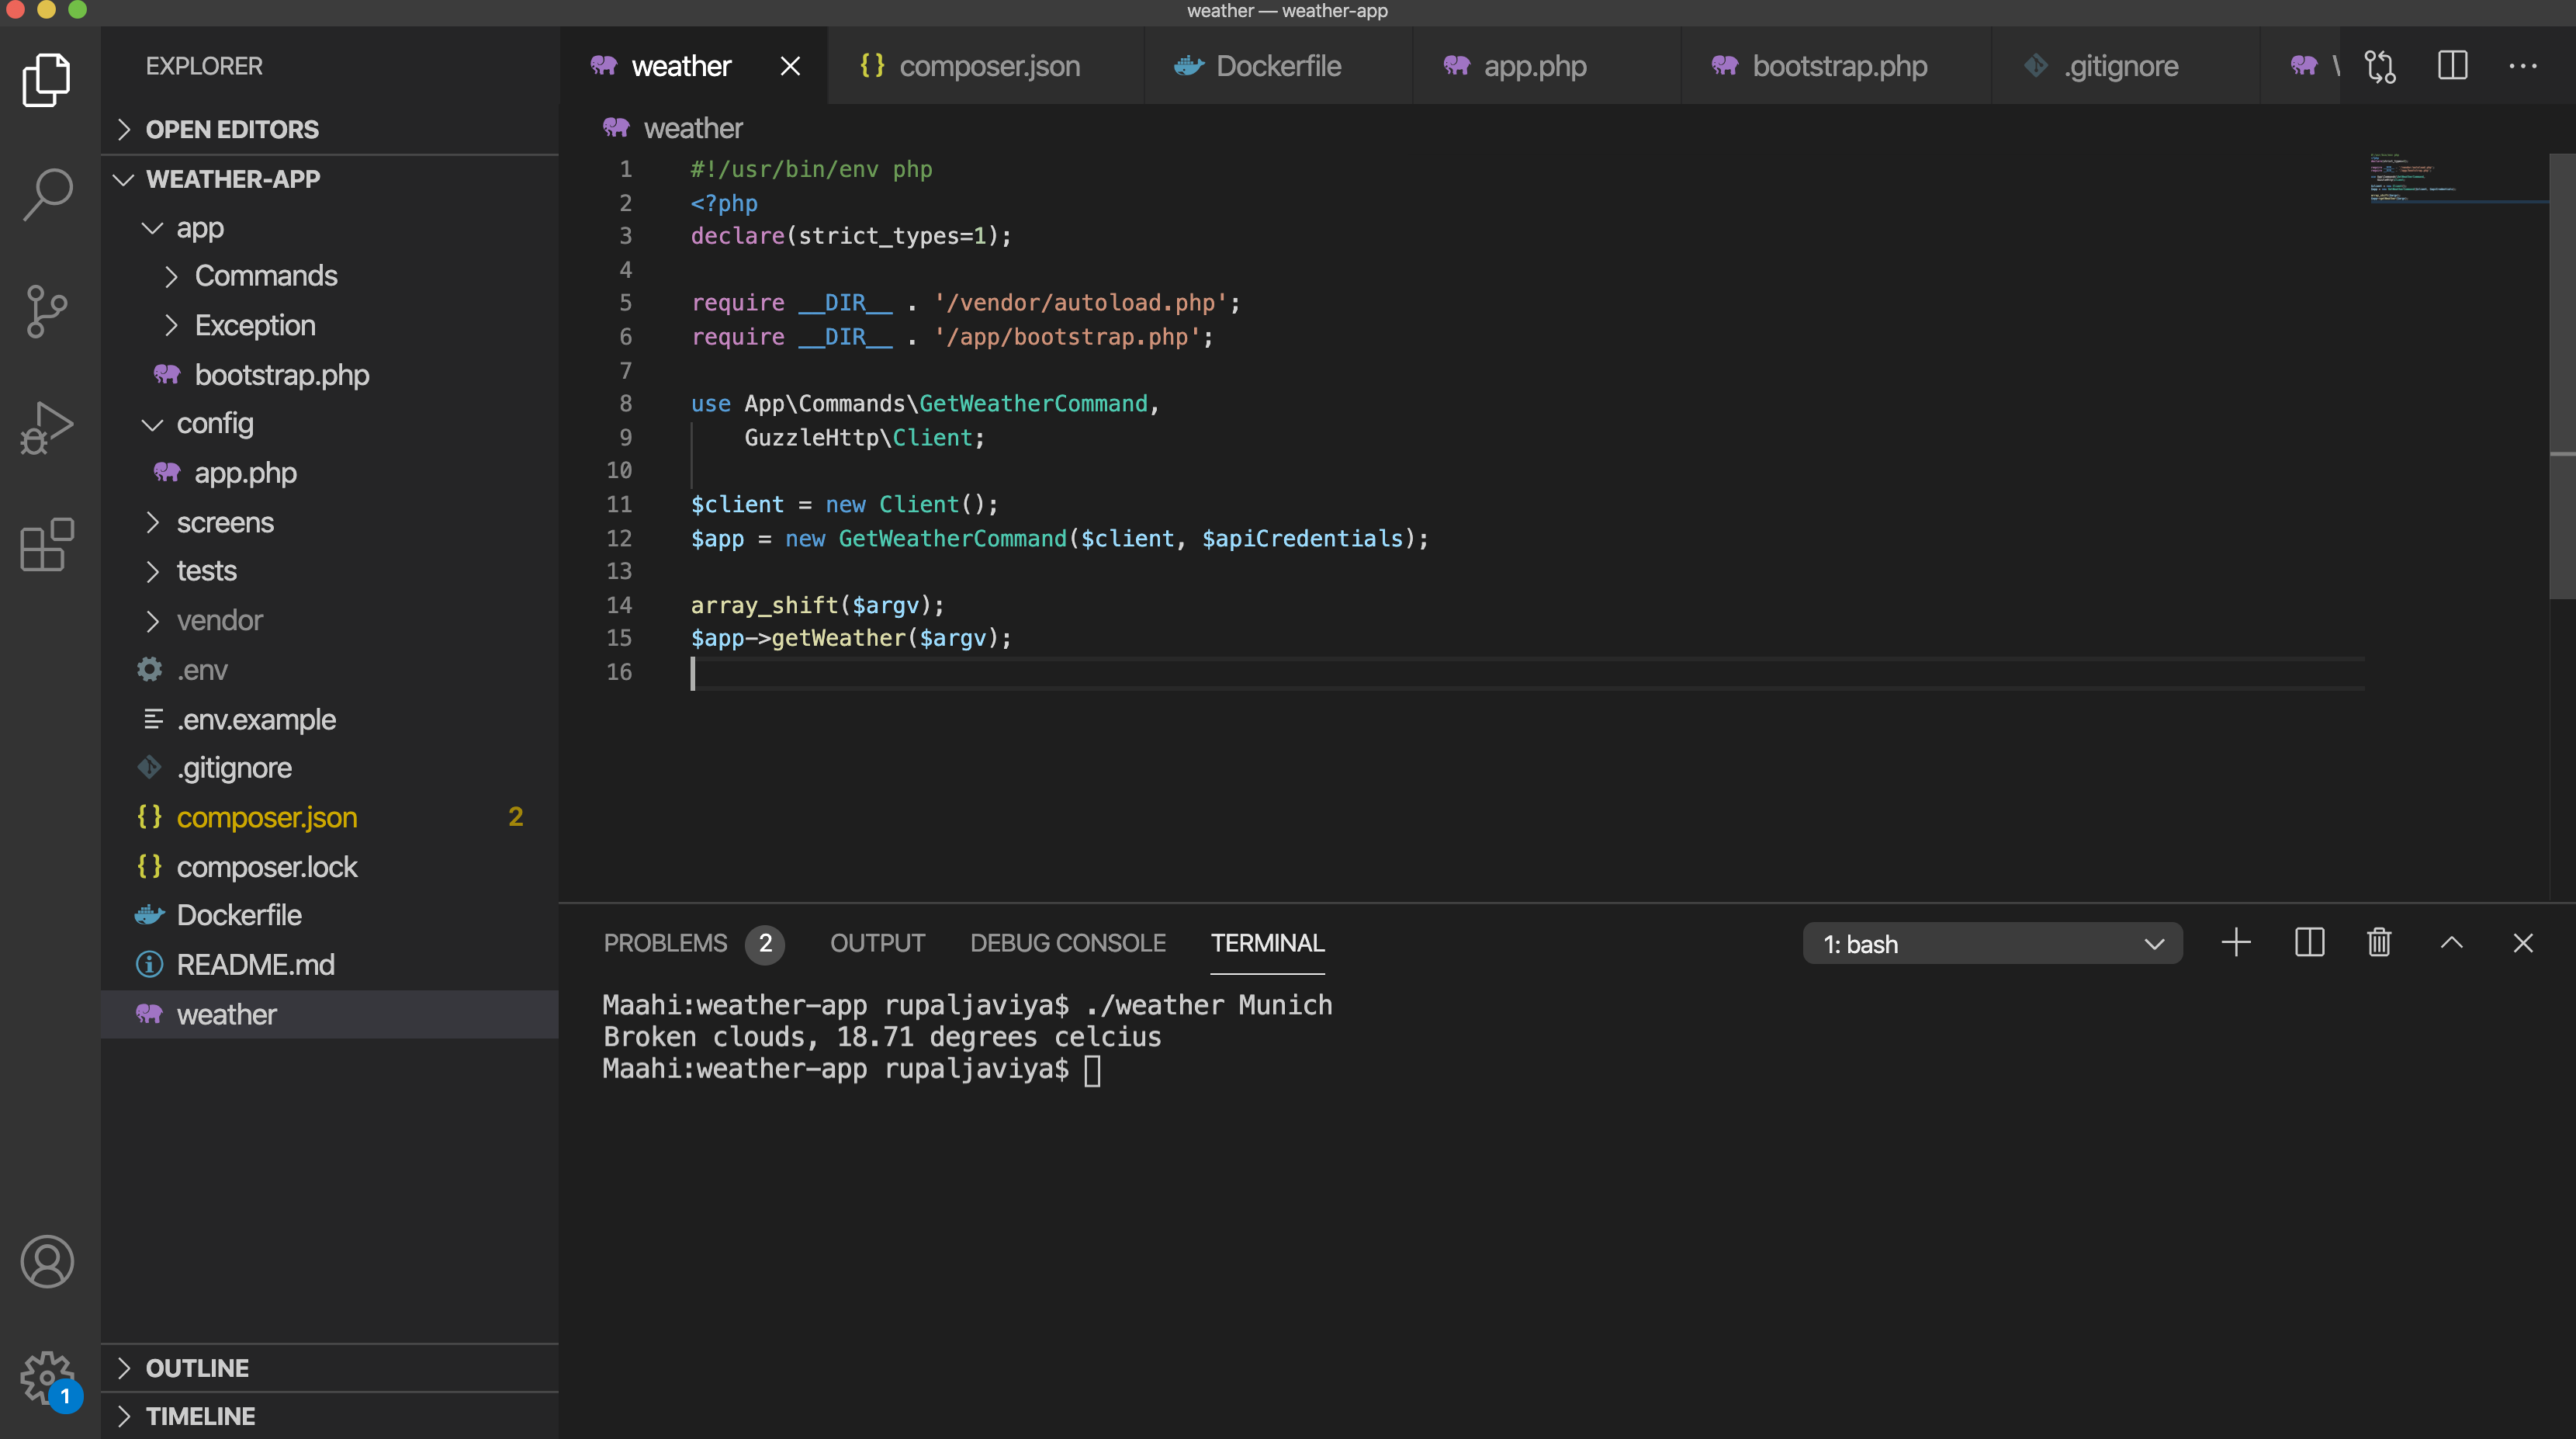 weather — weather-app
EXPLORER
OPEN EDITORS
WEATHER-APP
app
Commands
Exception
bootstrap.php
config
app.php
screens
tests
vendor
.env
.env.example
.gitignore
composer.json 2
composer.lock
Dockerfile
README.md
weather
OUTLINE
TIMELINE
1
weather composer.json Dockerfile app.php bootstrap.php .gitignore
weather
1 #!/usr/bin/env php
2 <?php
3 declare(strict_types=1);
4
5 require __DIR__ . '/vendor/autoload.php';
6 require __DIR__ . '/app/bootstrap.php';
7
8 use App\Commands\GetWeatherCommand,
9     GuzzleHttp\Client;
10
11 $client = new Client();
12 $app = new GetWeatherCommand($client, $apiCredentials);
13
14 array_shift($argv);
15 $app->getWeather($argv);
16
PROBLEMS 2 OUTPUT DEBUG CONSOLE TERMINAL 1: bash
Maahi:weather-app rupaljaviya$ ./weather Munich
Broken clouds, 18.71 degrees celcius
Maahi:weather-app rupaljaviya$